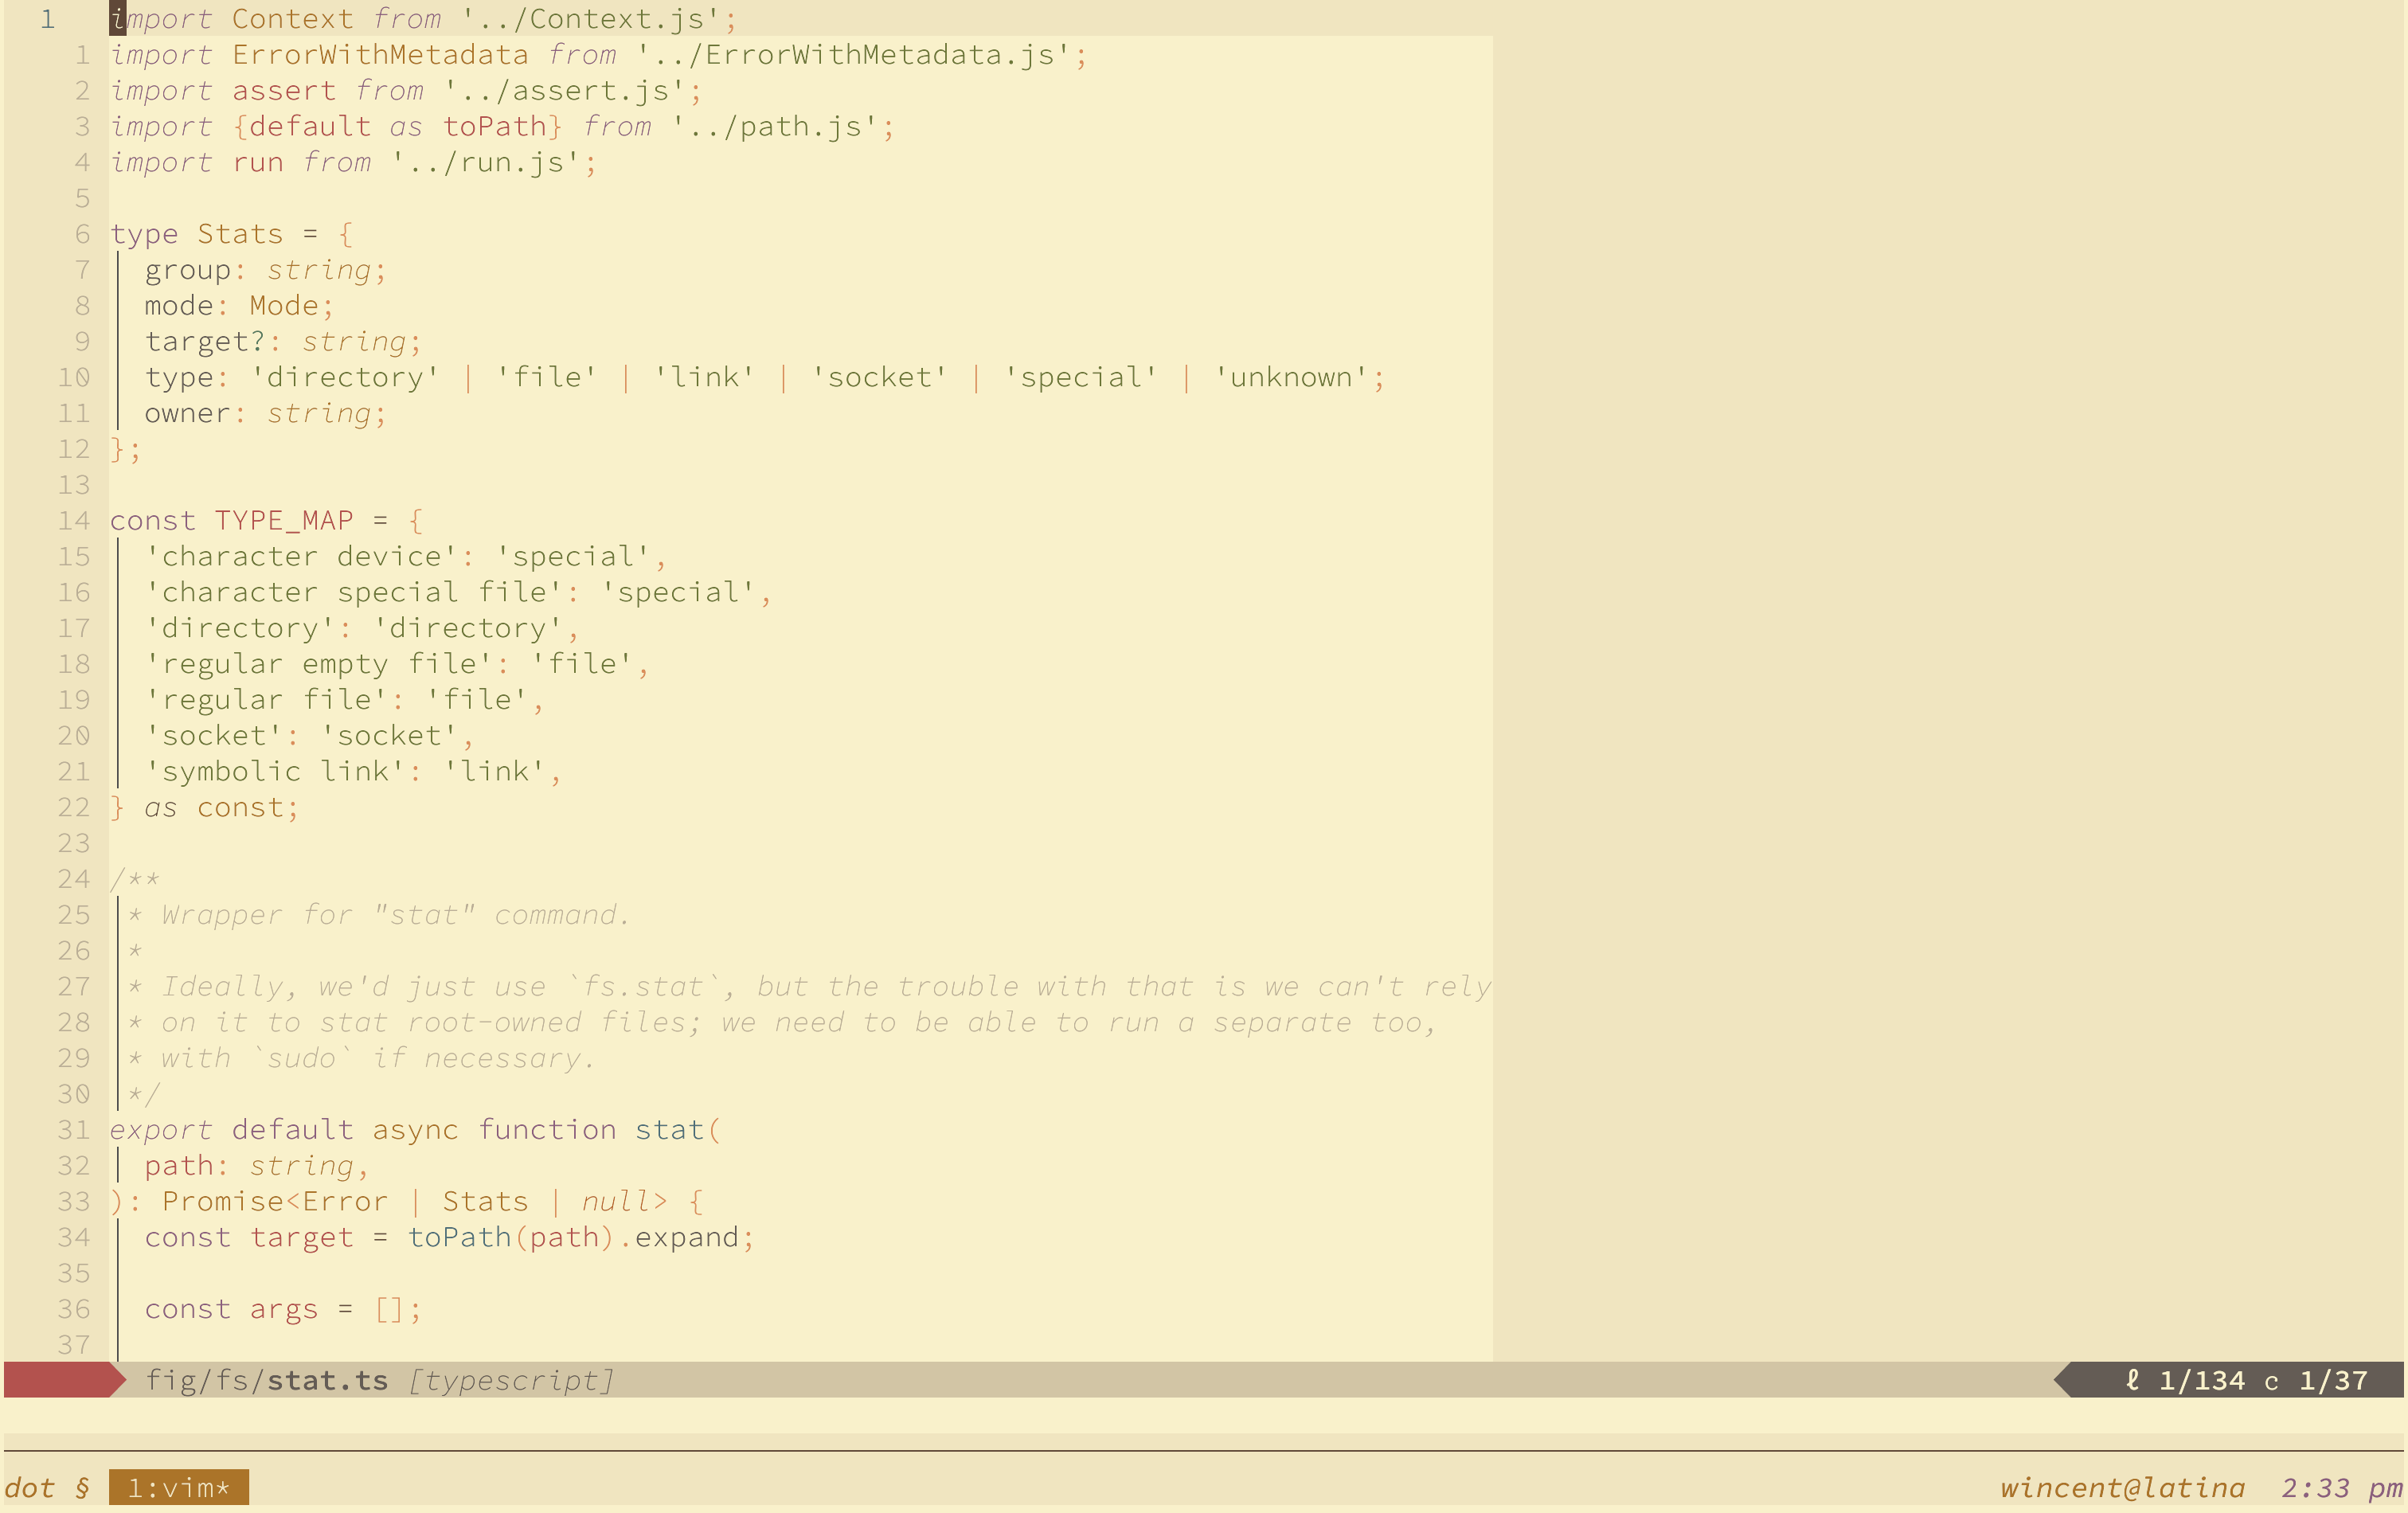 1 import Context from '../Context.js';
1 import ErrorWithMetadata from '../ErrorWithMetadata.js';
2 import assert from '../assert.js';
3 import {default as toPath} from '../path.js';
4 import run from '../run.js';
5
6 type Stats = {
7 group: string;
8 mode: Mode;
9 target?: string;
10 type: 'directory' | 'file' | 'link' | 'socket' | 'special' | 'unknown';
11 owner: string;
12 };
13
14 const TYPE_MAP = {
15 'character device': 'special',
16 'character special file': 'special',
17 'directory': 'directory',
18 'regular empty file': 'file',
19 'regular file': 'file',
20 'socket': 'socket',
21 'symbolic link': 'link',
22 } as const;
23
24 /**
25 * Wrapper for "stat" command.
26 *
27 * Ideally, we'd just use `fs.stat`, but the trouble with that is we can't rely
28 * on it to stat root-owned files; we need to be able to run a separate too,
29 * with `sudo` if necessary.
30 */
31 export default async function stat(
32 path: string,
33 ): Promise<Error | Stats | null> {
34 const target = toPath(path).expand;
35
36 const args = [];
37
fig/fs/stat.ts [typescript] ℓ 1/134 c 1/37
dot § 1:vim* wincent@latina 2:33 pm